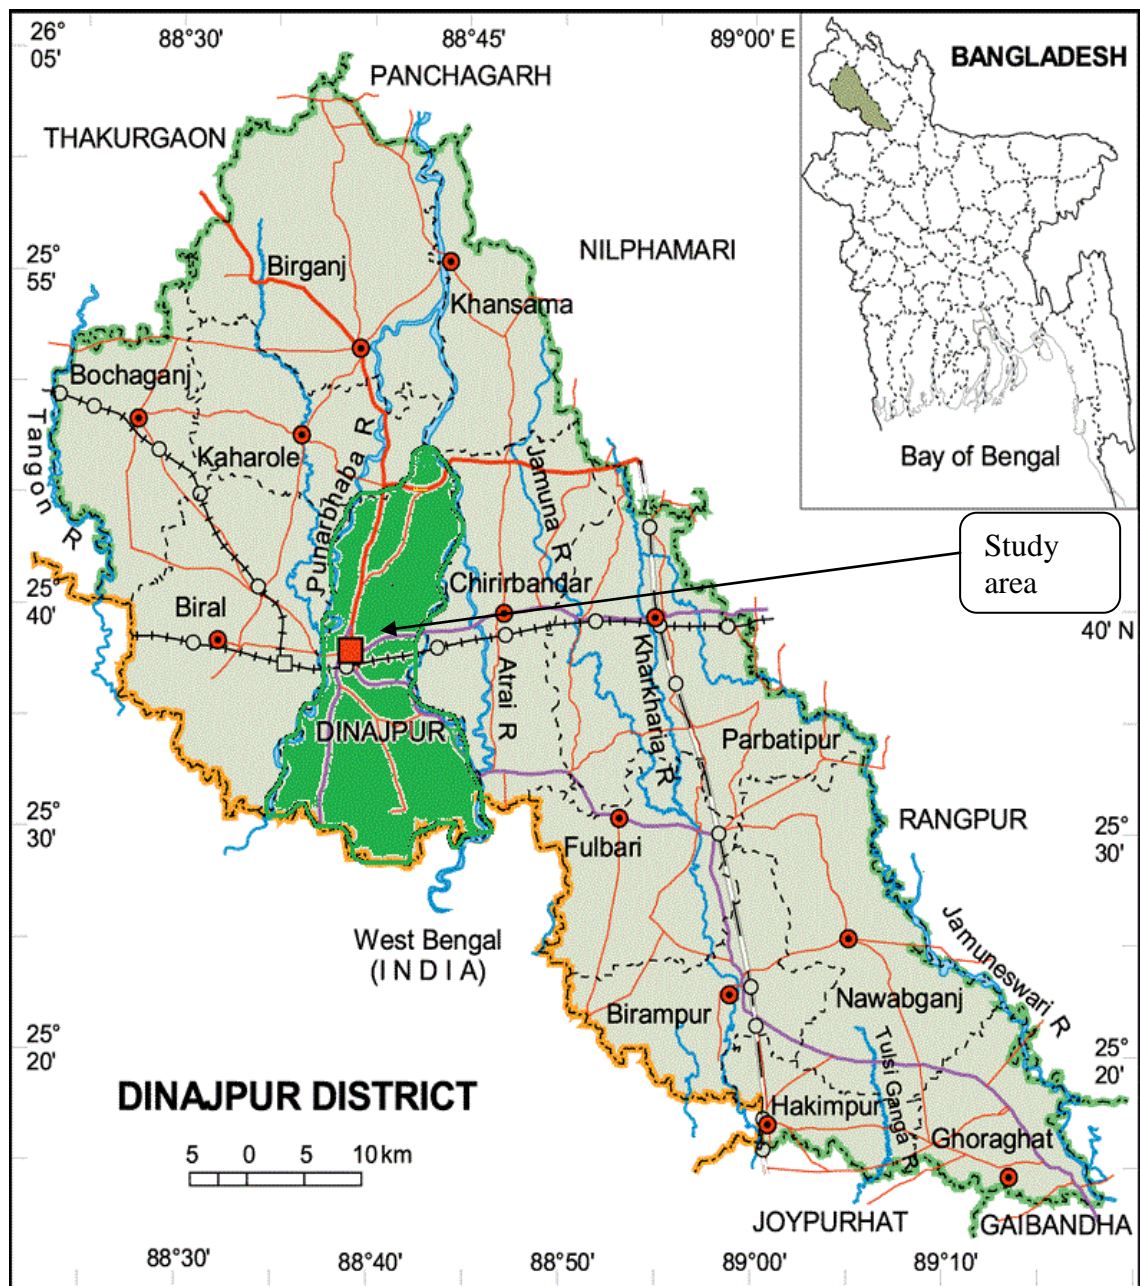 26°
05'
88°30'
88°45'
89°00' E
PANCHAGARH
THAKURGAON
BANGLADESH
NILPHAMARI
25°
55'
Birganj
Khansama
Bochaganj
Kaharole
Tangon R
Punarbhaba R
Jamuna R
Bay of Bengal
Study
area
25°
40'
Chirirbandar
Biral
40' N
Atrai R
Kharkharia R
DINAJPUR
Parbatipur
25°
30'
RANGPUR
25°
30'
Fulbari
West Bengal
(INDIA)
Jamuneswari R
Nawabganj
Birampur
25°
20'
Tulsi Ganga R
25°
20'
DINAJPUR DISTRICT
Hakimpur
Ghoraghat
5 0 5 10 km
JOYPURHAT
GAIBANDHA
88°30'
88°40'
88°50'
89°00'
89°10'